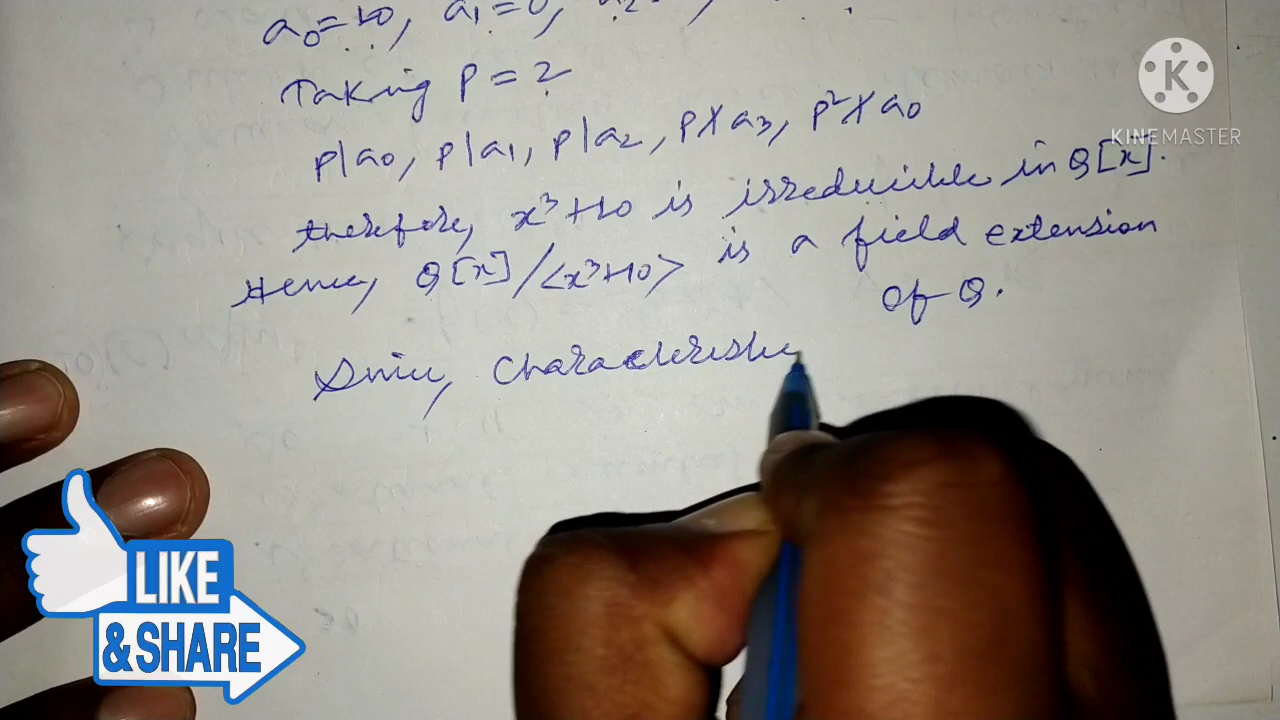 a₀=10, a₁=0, a₂
Taking p = 2
p|a₀, p|a₁, p|a₂, p∤a₃, p²∤a₀
therefore, x³+10 is irreducible in Q[x].
Hence, Q[x]/<x³+10> is a field extension
of Q.
Since, Characteristic
K
KINEMASTER
LIKE
& SHARE